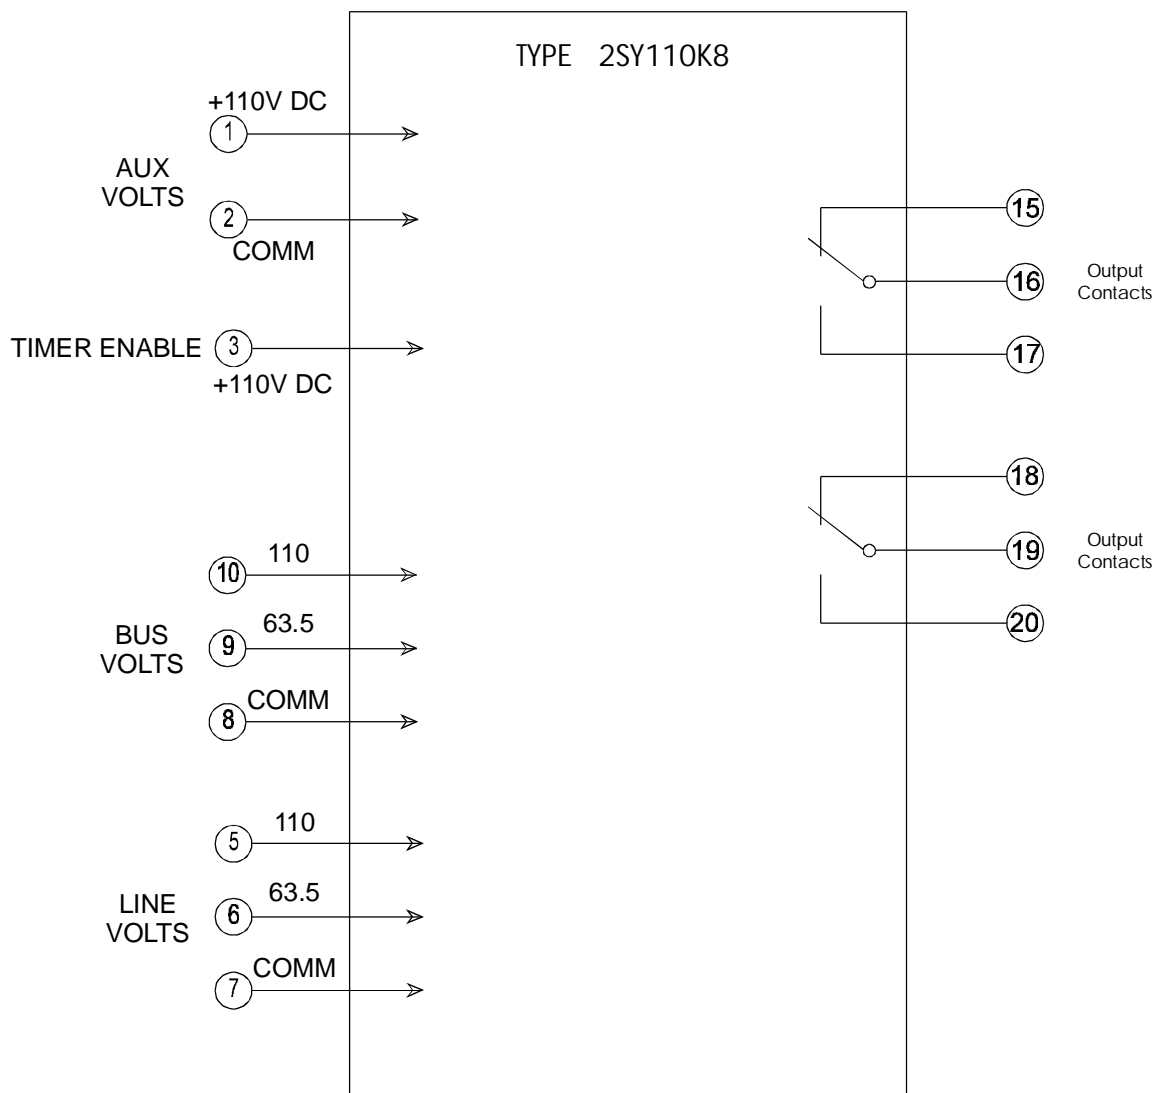 TYPE 2SY110K8
+110V DC
1
AUX
VOLTS
2
COMM
TIMER ENABLE
3
+110V DC
10
110
BUS
VOLTS
9
63.5
8
COMM
5
110
LINE
VOLTS
6
63.5
7
COMM
15
16
Output
Contacts
17
18
19
Output
Contacts
20